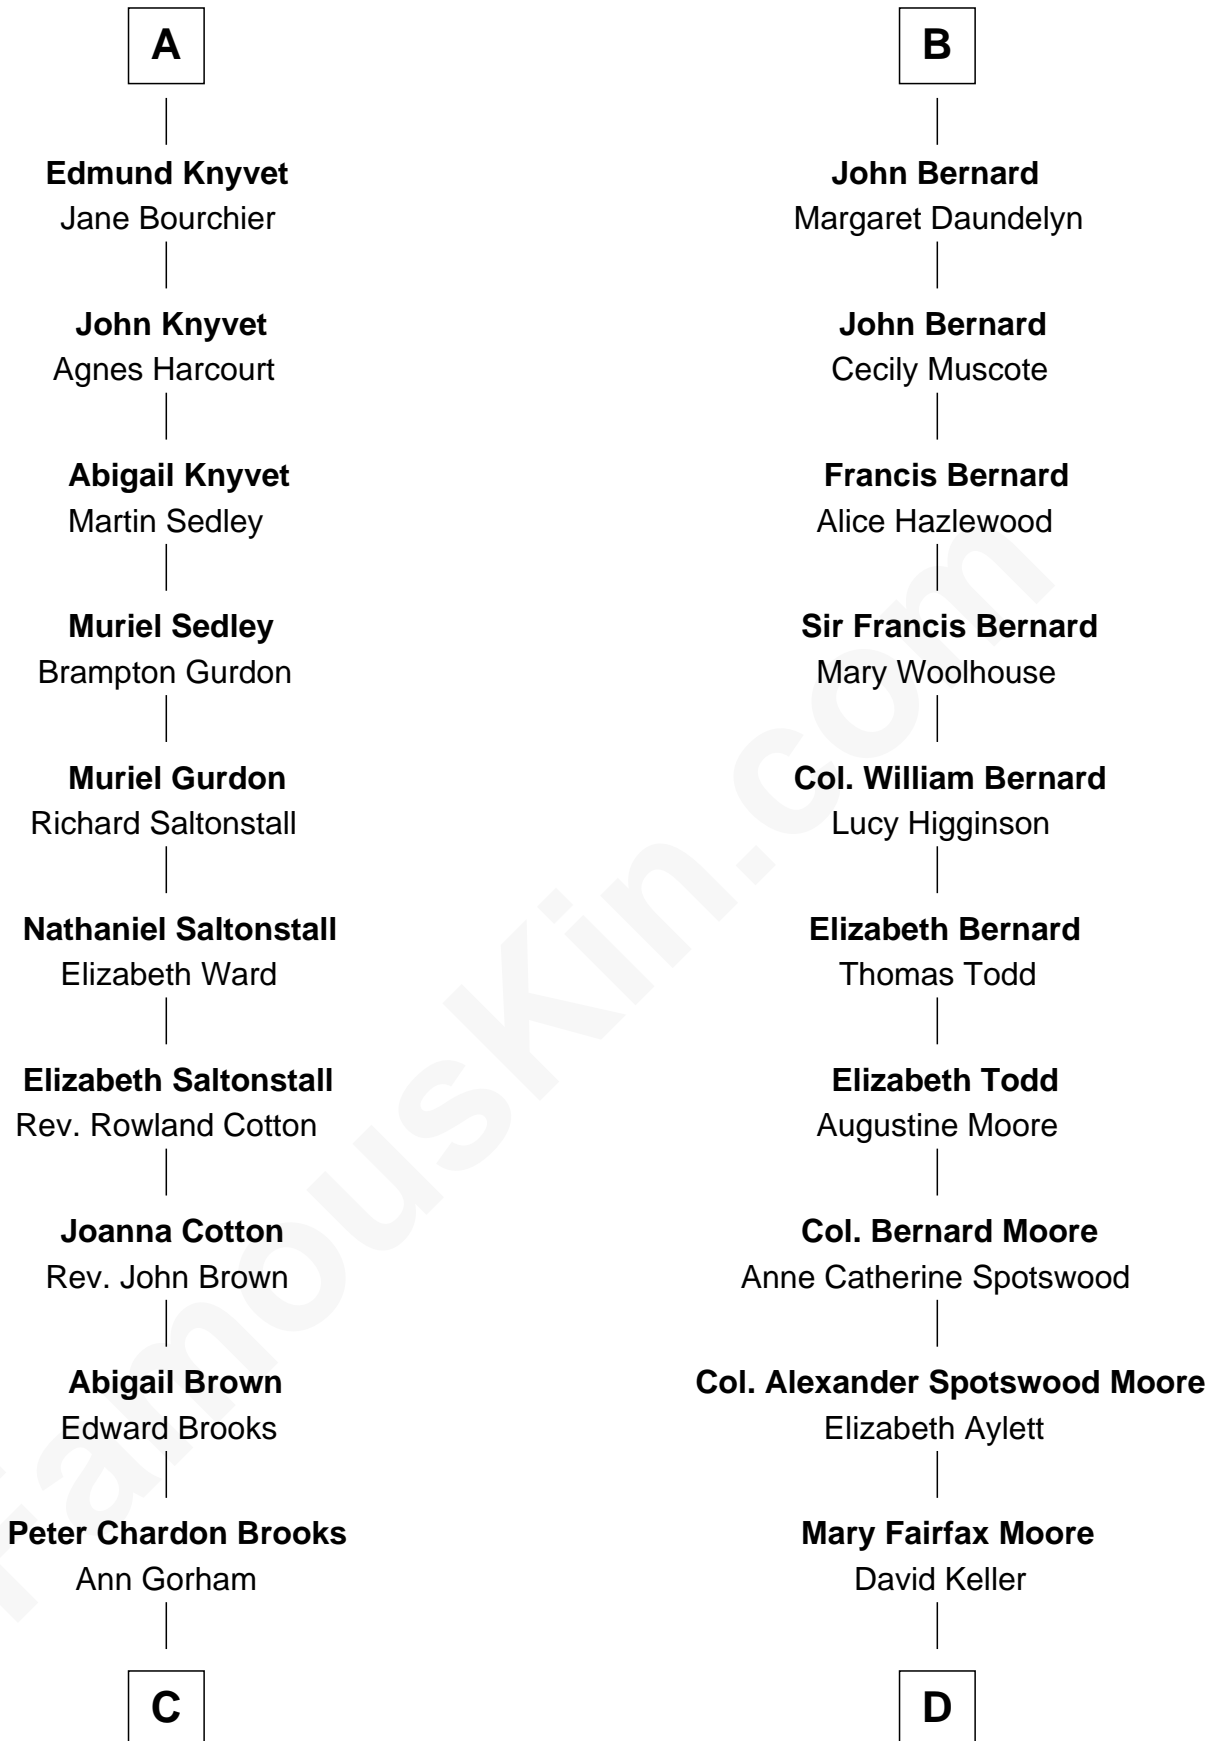 A
Edmund Knyvet
Jane Bourchier
John Knyvet
Agnes Harcourt
Abigail Knyvet
Martin Sedley
Muriel Sedley
Brampton Gurdon
Muriel Gurdon
Richard Saltonstall
Nathaniel Saltonstall
Elizabeth Ward
Elizabeth Saltonstall
Rev. Rowland Cotton
Joanna Cotton
Rev. John Brown
Abigail Brown
Edward Brooks
Peter Chardon Brooks
Ann Gorham
C
B
John Bernard
Margaret Daundelyn
John Bernard
Cecily Muscote
Francis Bernard
Alice Hazlewood
Sir Francis Bernard
Mary Woolhouse
Col. William Bernard
Lucy Higginson
Elizabeth Bernard
Thomas Todd
Elizabeth Todd
Augustine Moore
Col. Bernard Moore
Anne Catherine Spotswood
Col. Alexander Spotswood Moore
Elizabeth Aylett
Mary Fairfax Moore
David Keller
D
FamousKin.com